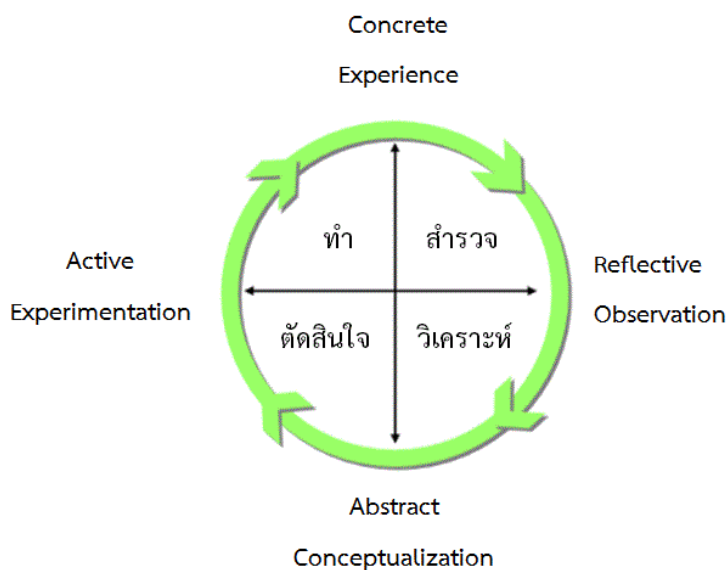 Concrete
Experience
ทำ
สำรวจ
Active
Experimentation
Reflective
Observation
ตัดสินใจ
วิเคราะห์
Abstract
Conceptualization